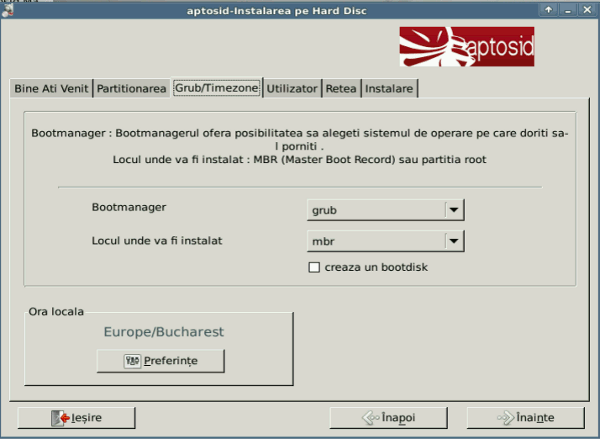 aptosid-Instalarea pe Hard Disc
aptosid
Bine Ati Venit Partitionarea Grub/Timezone Utilizator Retea Instalare
Bootmanager : Bootmanagerul ofera posibilitatea sa alegeti sistemul de operare pe care doriti sa-
l porniti .
Locul unde va fi instalat : MBR (Master Boot Record) sau partitia root
Bootmanager grub
Locul unde va fi instalat mbr
creaza un bootdisk
Ora locala
Europe/Bucharest
Preferințe
Ieșire Înapoi Înainte